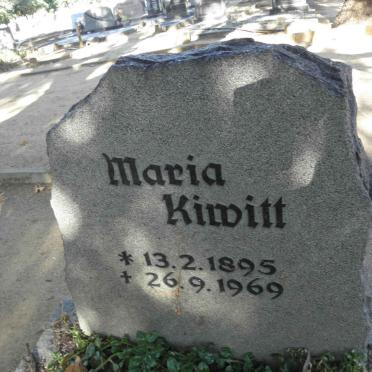 Maria
Kiwitt
* 13.2.1895
† 26.9.1969